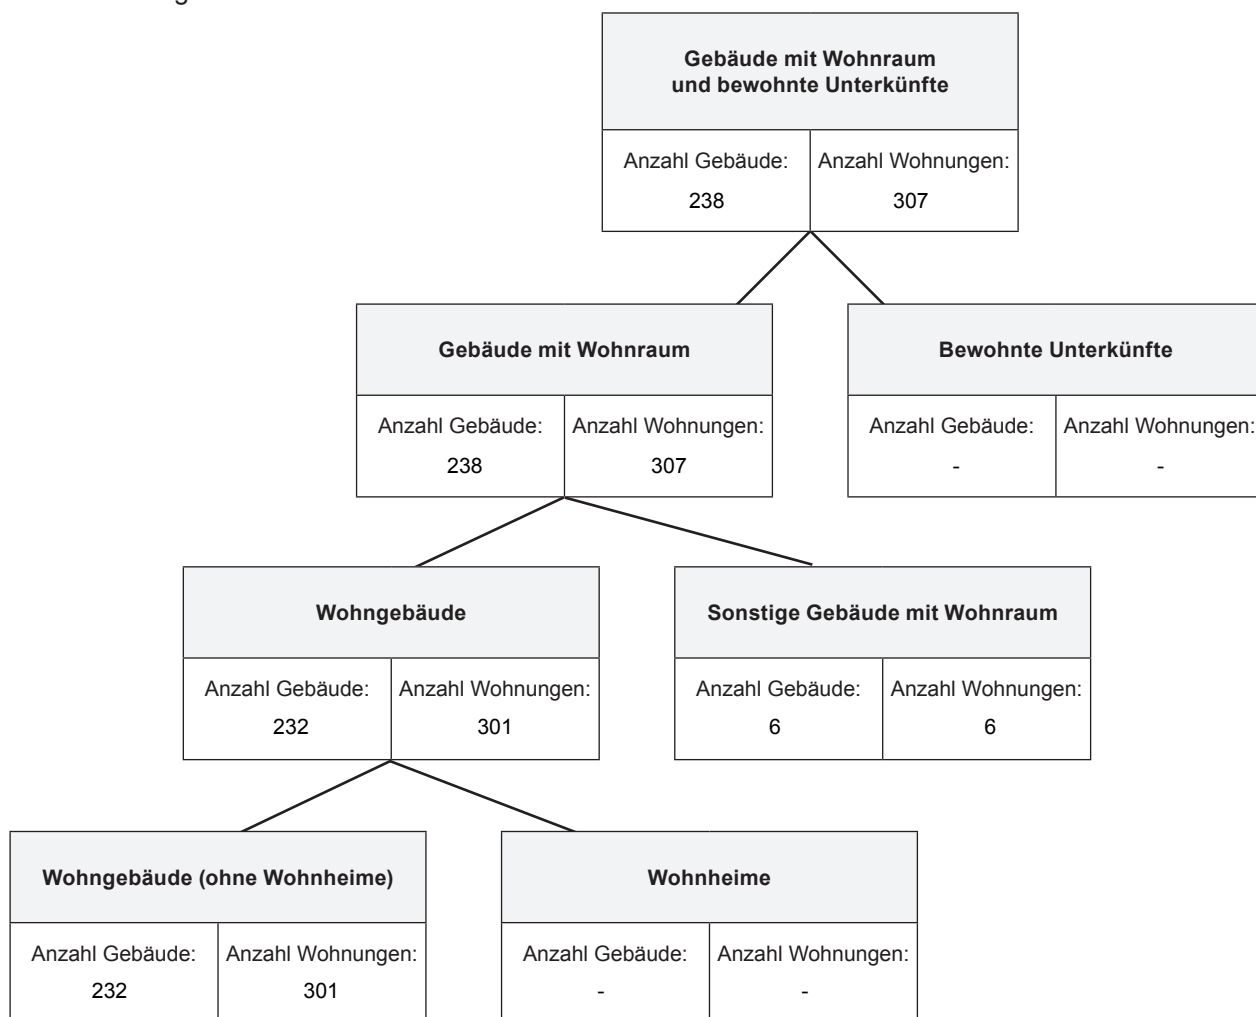 Gebäude mit Wohnraum
und bewohnte Unterkünfte
Anzahl Gebäude: Anzahl Wohnungen:
238 307
Gebäude mit Wohnraum
Anzahl Gebäude: Anzahl Wohnungen:
238 307
Bewohnte Unterkünfte
Anzahl Gebäude: Anzahl Wohnungen:
- -
Wohngebäude
Anzahl Gebäude: Anzahl Wohnungen:
232 301
Sonstige Gebäude mit Wohnraum
Anzahl Gebäude: Anzahl Wohnungen:
6 6
Wohngebäude (ohne Wohnheime)
Anzahl Gebäude: Anzahl Wohnungen:
232 301
Wohnheime
Anzahl Gebäude: Anzahl Wohnungen:
- -